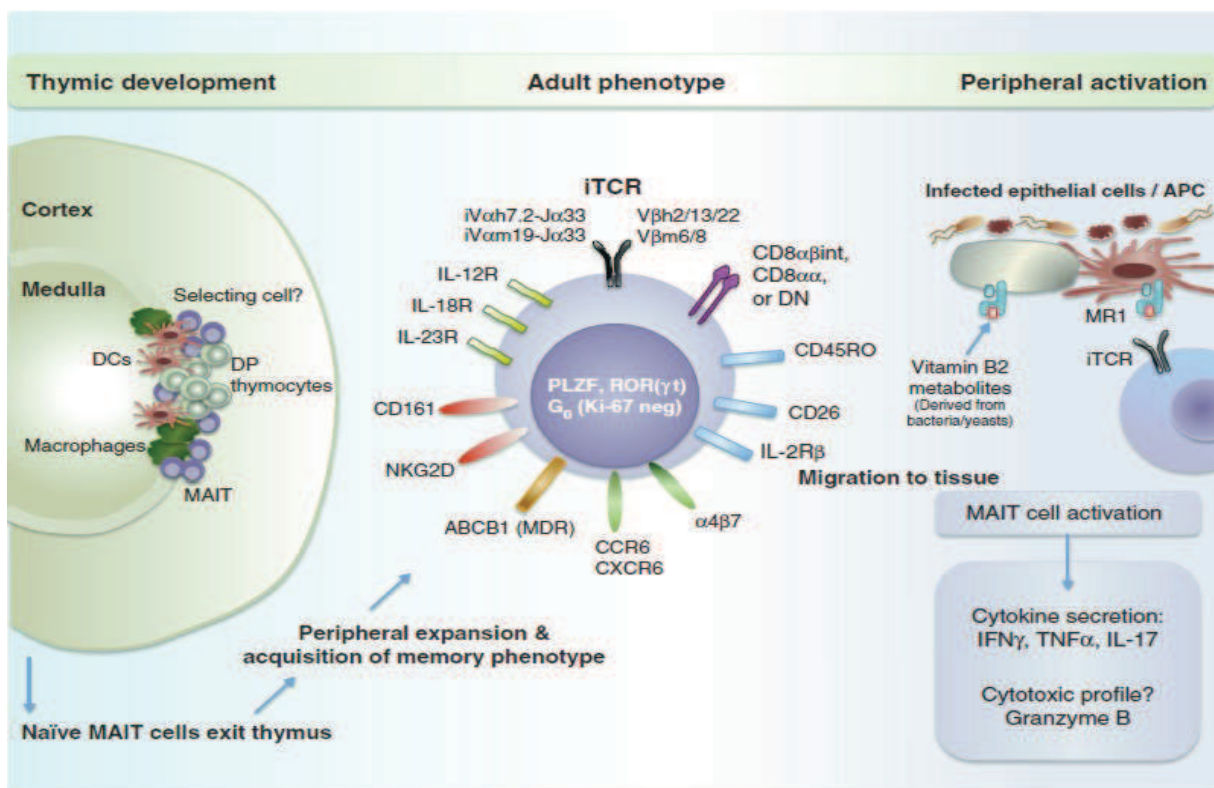 Thymic development
Adult phenotype
Peripheral activation
Cortex
Medulla
Selecting cell?
DCs
DP
thymocytes
Macrophages
MAIT
Naïve MAIT cells exit thymus
Peripheral expansion &
acquisition of memory phenotype
iTCR
iVαh7.2-Jα33
iVαm19-Jα33
Vβh2/13/22
Vβm6/8
IL-12R
IL-18R
IL-23R
CD161
NKG2D
ABCB1 (MDR)
CCR6
CXCR6
α4β7
IL-2Rβ
CD26
CD45RO
CD8αβint,
CD8αα,
or DN
PLZF, ROR(γt)
G0 (Ki-67 neg)
Migration to tissue
Infected epithelial cells / APC
MR1
iTCR
Vitamin B2
metabolites
(Derived from
bacteria/yeasts)
MAIT cell activation
Cytokine secretion:
IFNγ, TNFα, IL-17
Cytotoxic profile?
Granzyme B